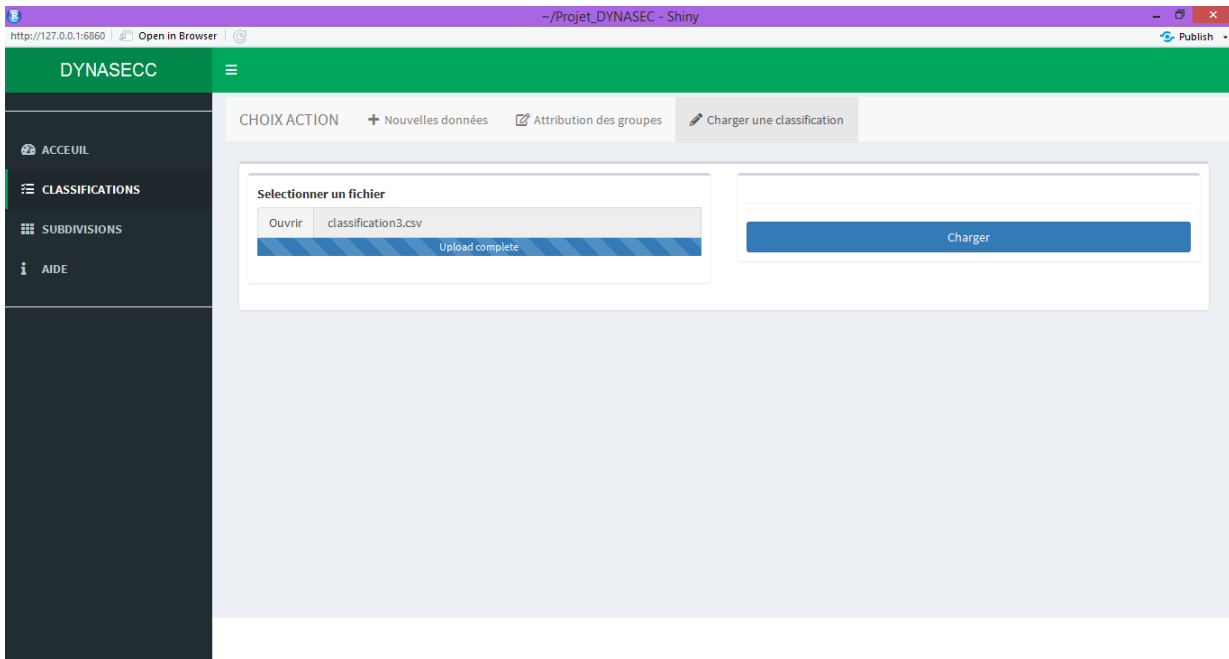 ~/Projet_DYNASEC - Shiny
http://127.0.0.1:6860 Open in Browser Publish
DYNASECC
CHOIX ACTION Nouvelles données Attribution des groupes Charger une classification
ACCEUIL
CLASSIFICATIONS
SUBDIVISIONS
AIDE
Selectionner un fichier
Ouvrir classification3.csv
Upload complete
Charger